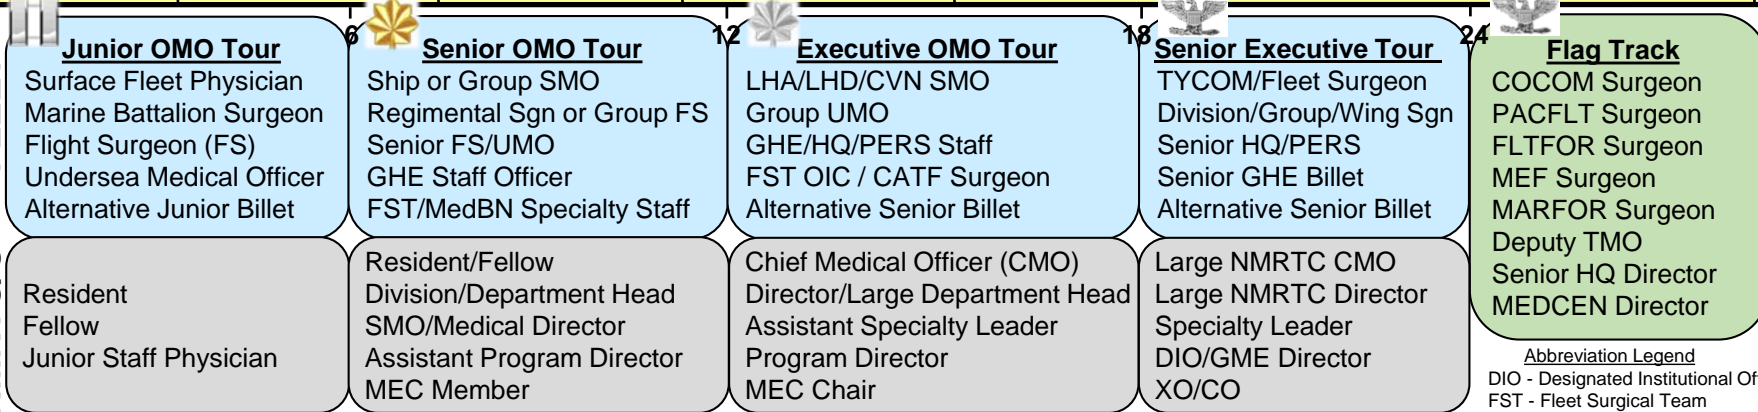 6
12
18
24
Junior OMO Tour
Surface Fleet Physician
Marine Battalion Surgeon
Flight Surgeon (FS)
Undersea Medical Officer
Alternative Junior Billet
Senior OMO Tour
Ship or Group SMO
Regimental Sgn or Group FS
Senior FS/UMO
GHE Staff Officer
FST/MedBN Specialty Staff
Executive OMO Tour
LHA/LHD/CVN SMO
Group UMO
GHE/HQ/PERS Staff
FST OIC / CATF Surgeon
Alternative Senior Billet
Senior Executive Tour
TYCOM/Fleet Surgeon
Division/Group/Wing Sgn
Senior HQ/PERS
Senior GHE Billet
Alternative Senior Billet
Flag Track
COCOM Surgeon
PACFLT Surgeon
FLTFOR Surgeon
MEF Surgeon
MARFOR Surgeon
Deputy TMO
Senior HQ Director
MEDCEN Director
Resident
Fellow
Junior Staff Physician
Resident/Fellow
Division/Department Head
SMO/Medical Director
Assistant Program Director
MEC Member
Chief Medical Officer (CMO)
Director/Large Department Head
Assistant Specialty Leader
Program Director
MEC Chair
Large NMRTC CMO
Large NMRTC Director
Specialty Leader
DIO/GME Director
XO/CO
Abbreviation Legend
DIO - Designated Institutional Of
FST - Fleet Surgical Team